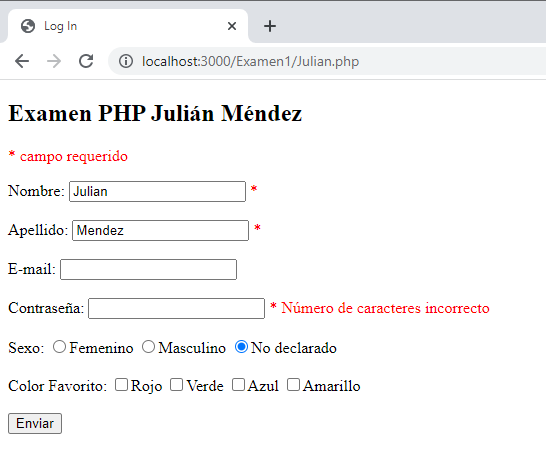 Log In
localhost:3000/Examen1/Julian.php
Examen PHP Julián Méndez
* campo requerido
Nombre: Julian *
Apellido: Mendez *
E-mail:
Contraseña: * Número de caracteres incorrecto
Sexo: Femenino Masculino No declarado
Color Favorito: Rojo Verde Azul Amarillo
Enviar